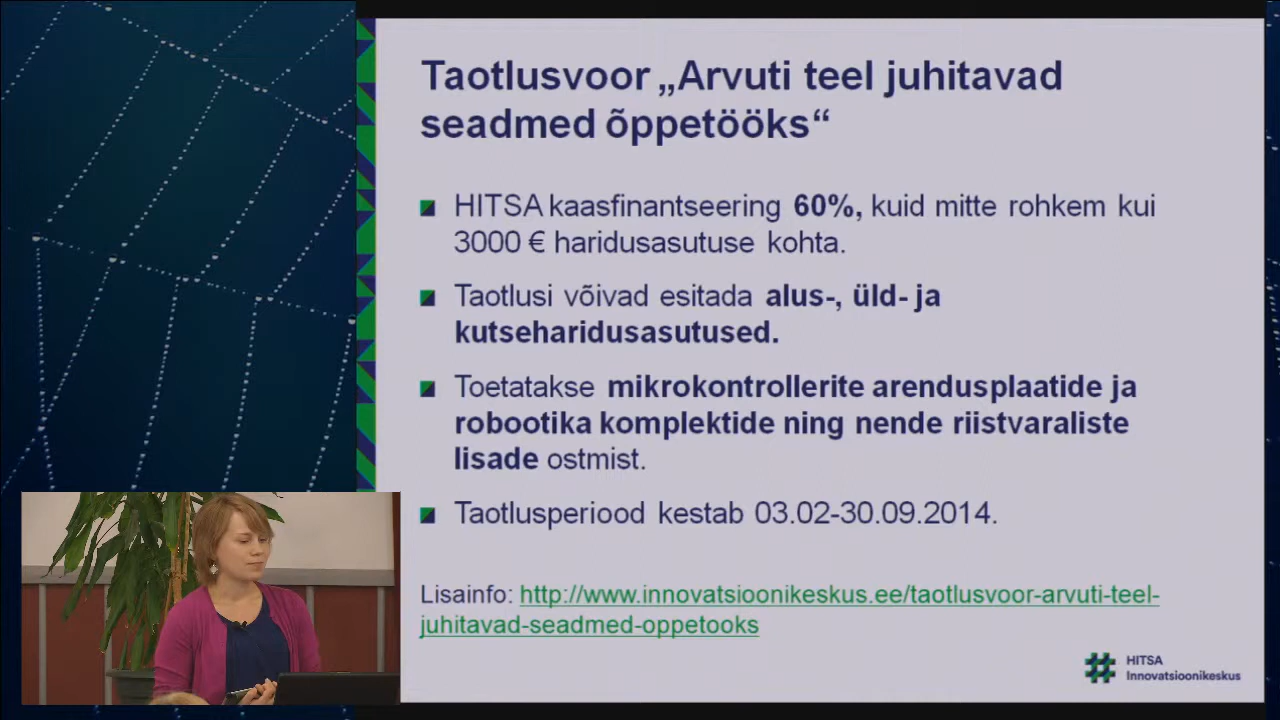 Taotlusvoor „Arvuti teel juhitavad
seadmed õppetööks“
HITSA kaasfinantseering 60%, kuid mitte rohkem kui
3000 € haridusasutuse kohta.
Taotlusi võivad esitada alus-, üld- ja
kutseharidusasutused.
Toetatakse mikrokontrollerite arendusplaatide ja
robootika komplektide ning nende riistvaraliste
lisade ostmist.
Taotlusperiood kestab 03.02-30.09.2014.
Lisainfo: http://www.innovatsioonikeskus.ee/taotlusvoor-arvuti-teel-
juhitavad-seadmed-oppetooks
HITSA
Innovatsioonikeskus